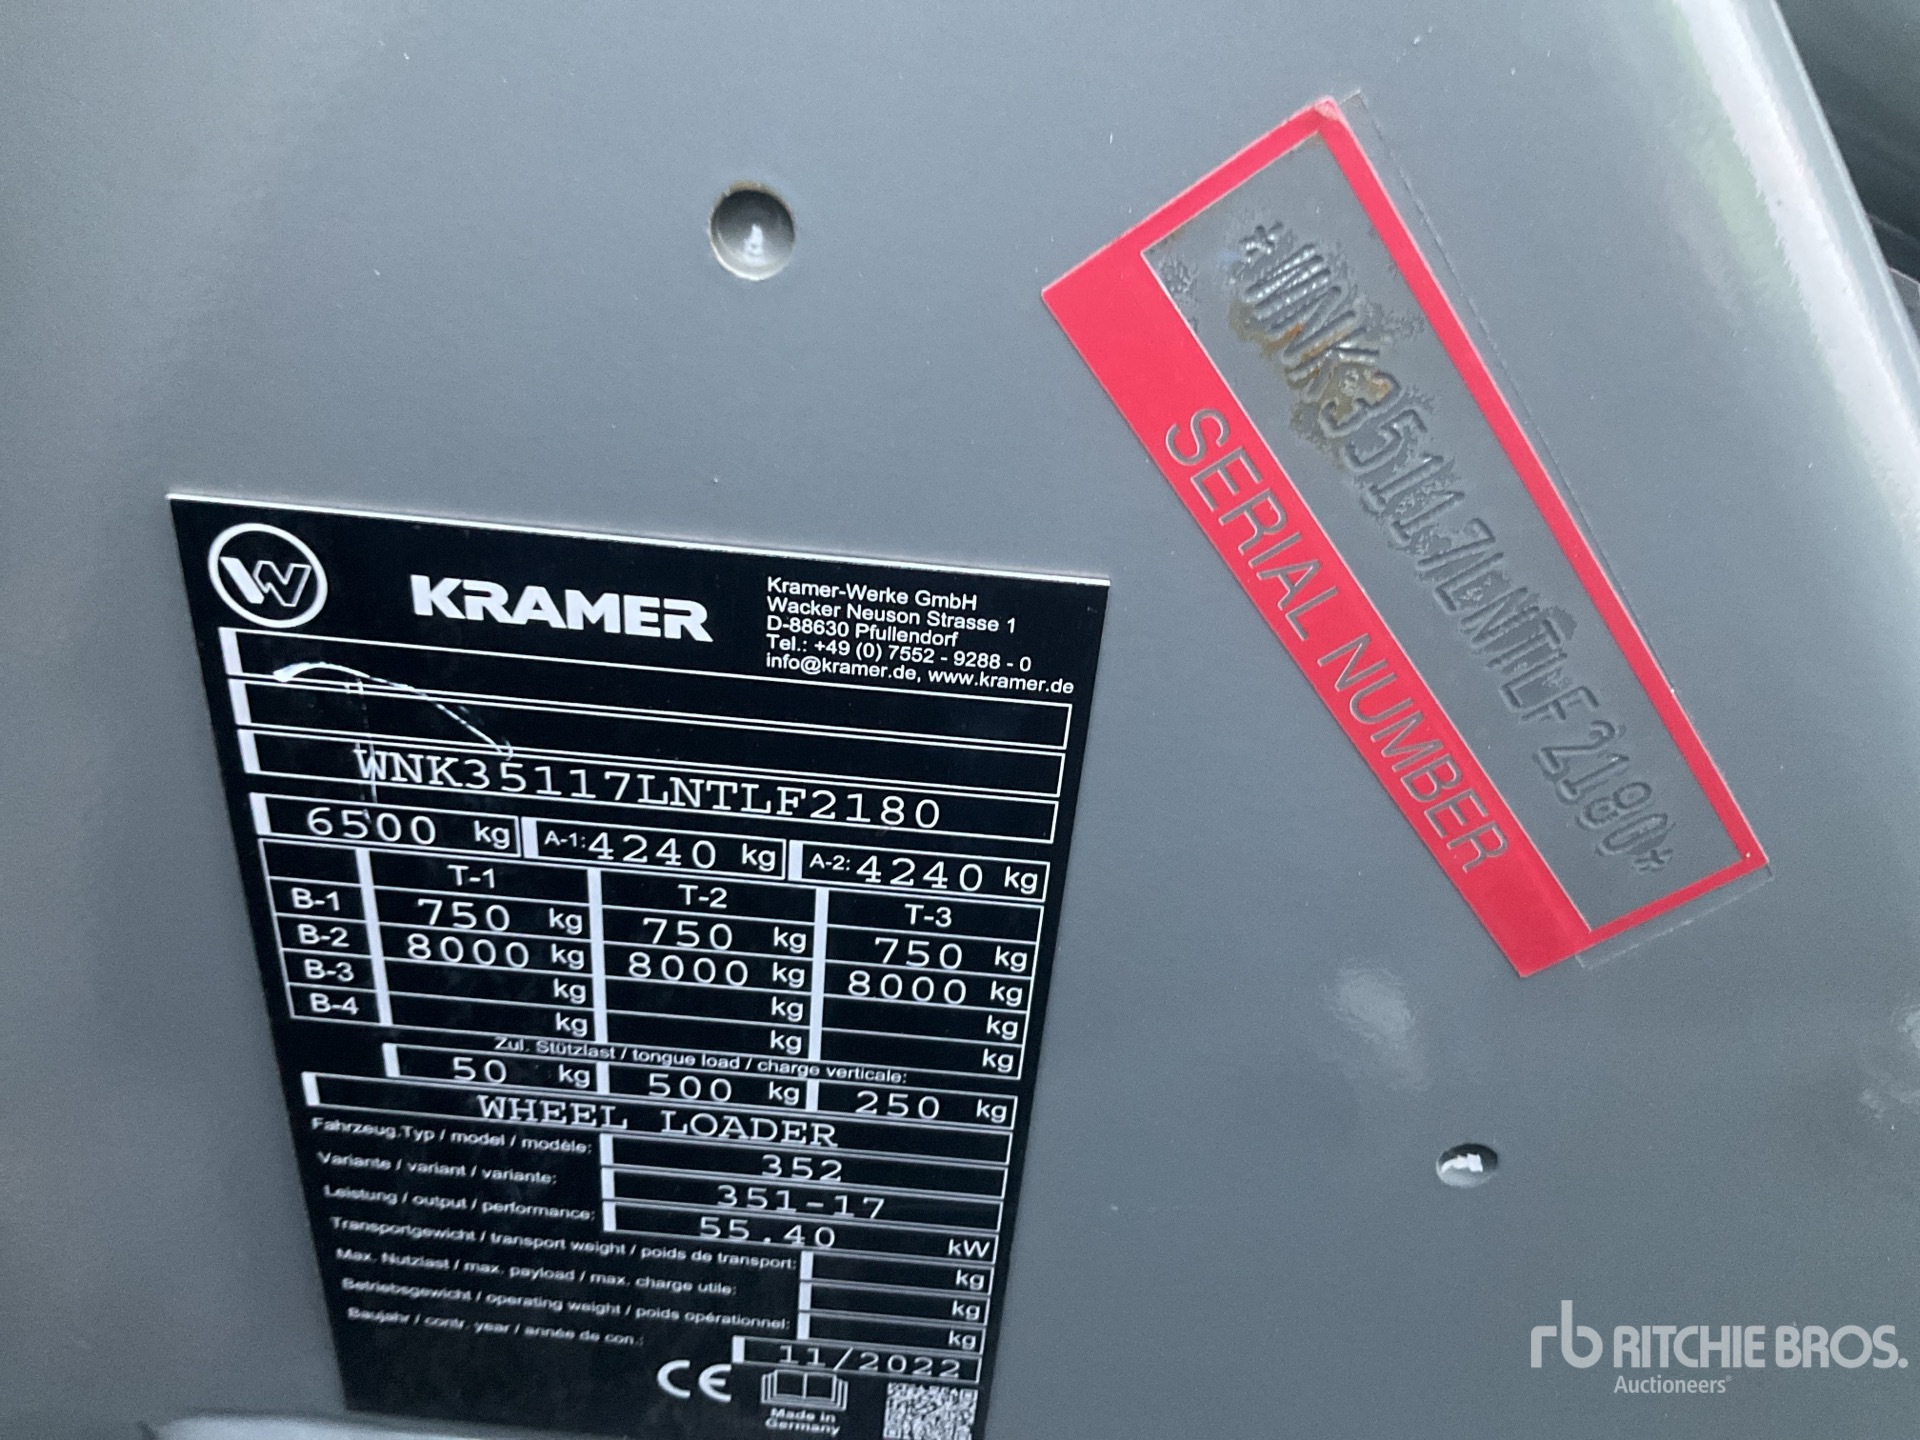 *WNK35117LNTLF2180*
SERIAL NUMBER
W
KRAMER
Kramer-Werke GmbH
Wacker Neuson Strasse 1
D-88630 Pfullendorf
Tel.: +49 (0) 7552 - 9288 - 0
info@kramer.de, www.kramer.de
WNK35117LNTLF2180
6500 kg A-1: 4240 kg A-2: 4240 kg
T-1 T-2 T-3
B-1 750 kg 750 kg 750 kg
B-2 8000 kg 8000 kg 8000 kg
B-3 kg kg kg
B-4 kg kg kg
Zul. Stützlast / tongue load / charge verticale:
50 kg 500 kg 250 kg
WHEEL LOADER
Fahrzeug.Typ / model / modèle: 352
Variante / variant / variante: 351-17
Leistung / output / performance: 55.40 kW
Transportgewicht / transport weight / poids de transport: kg
Max. Nutzlast / max. payload / max. charge utile: kg
Betriebsgewicht / operating weight / poids opérationnel: kg
Baujahr / contr. year / année de con.: 11/2022
CE
Made in
Germany
rb RITCHIE BROS.
Auctioneers